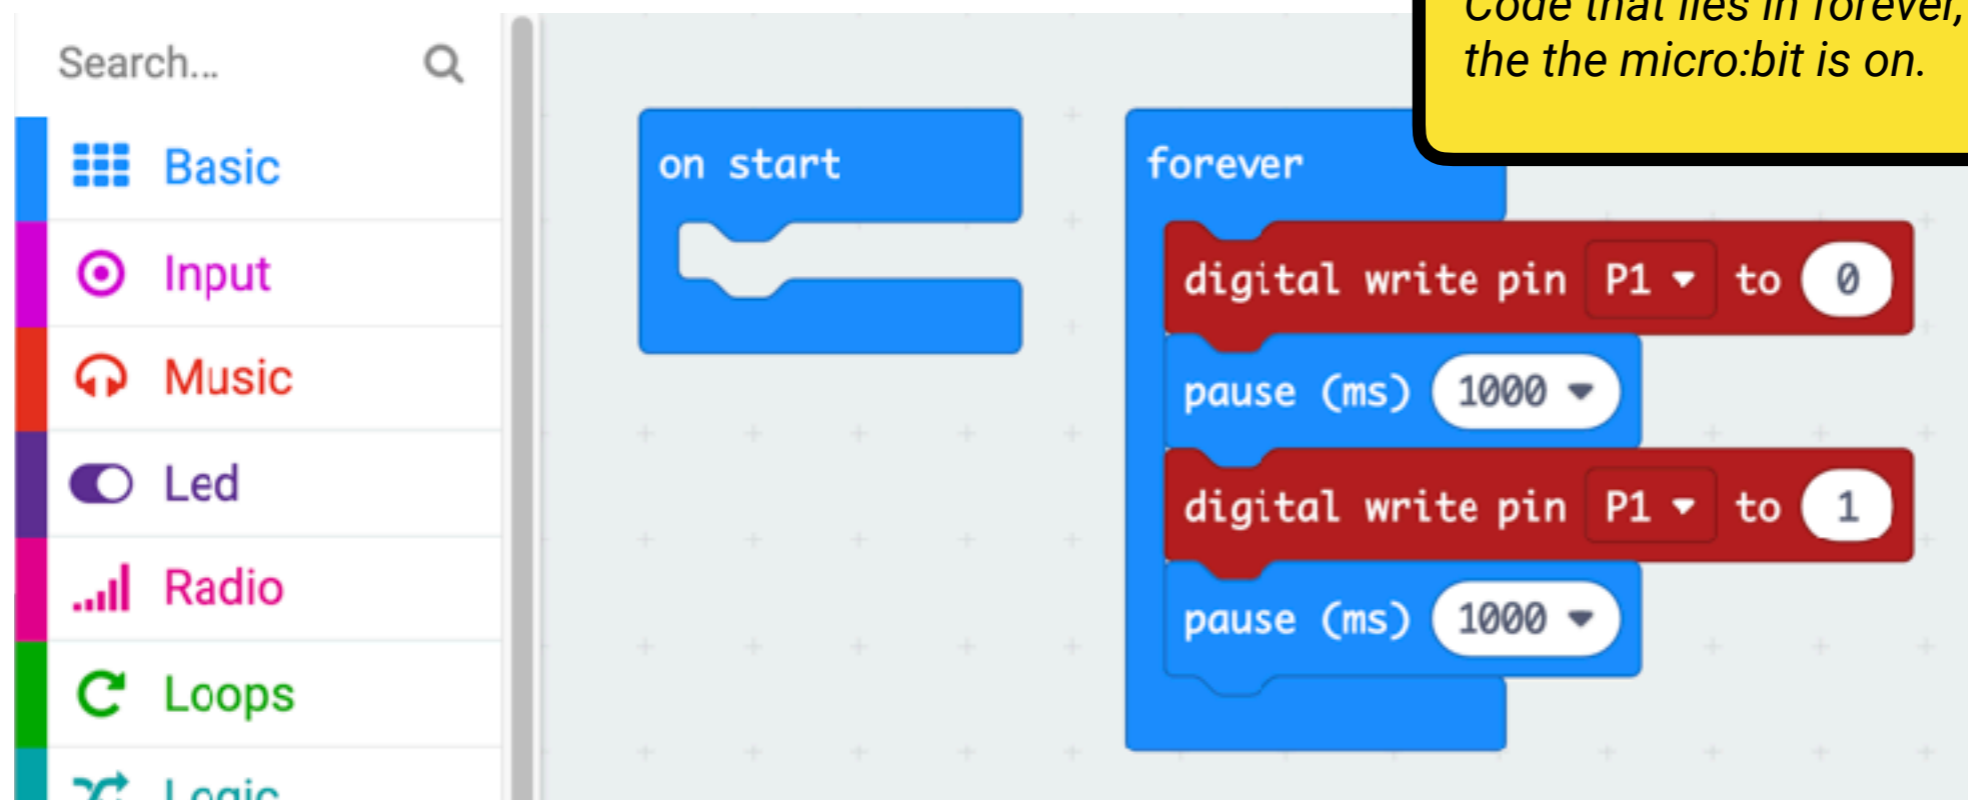 Code that lies in forever,
the the micro:bit is on.
Search...
Basic
Input
Music
Led
Radio
Loops
Logic
on start
forever
digital write pin P1 to 0
pause (ms) 1000
digital write pin P1 to 1
pause (ms) 1000